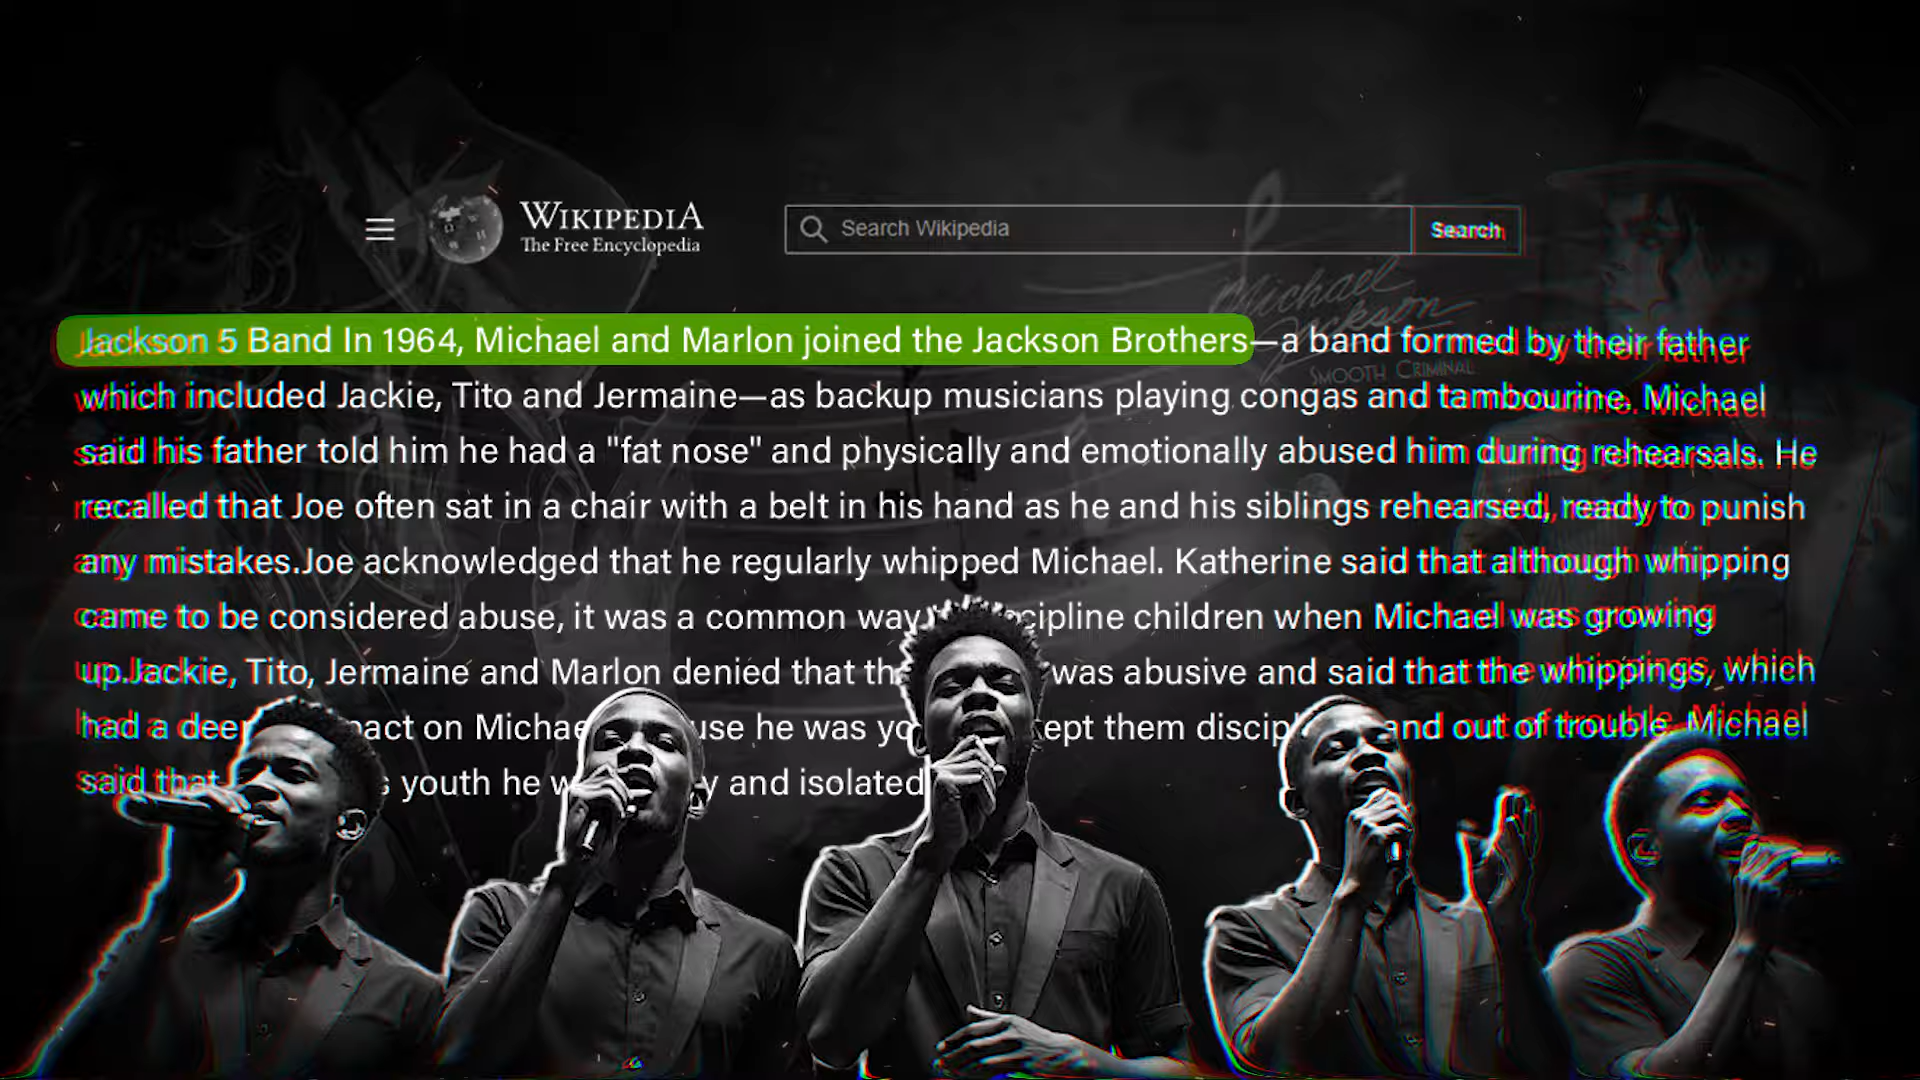 WIKIPEDIA
The Free Encyclopedia
Search Wikipedia
Search
Michael
Jackson
SMOOTH CRIMINAL
Jackson 5 Band In 1964, Michael and Marlon joined the Jackson Brothers—a band formed by their father
which included Jackie, Tito and Jermaine—as backup musicians playing congas and tambourine. Michael
said his father told him he had a "fat nose" and physically and emotionally abused him during rehearsals. He
recalled that Joe often sat in a chair with a belt in his hand as he and his siblings rehearsed, ready to punish
any mistakes.Joe acknowledged that he regularly whipped Michael. Katherine said that although whipping
came to be considered abuse, it was a common way cipline children when Michael was growing
up.Jackie, Tito, Jermaine and Marlon denied that th was abusive and said that the whippings, which
had a deep pact on Michae use he was yo ept them discip and out of trouble. Michael
said that s youth he w y and isolated